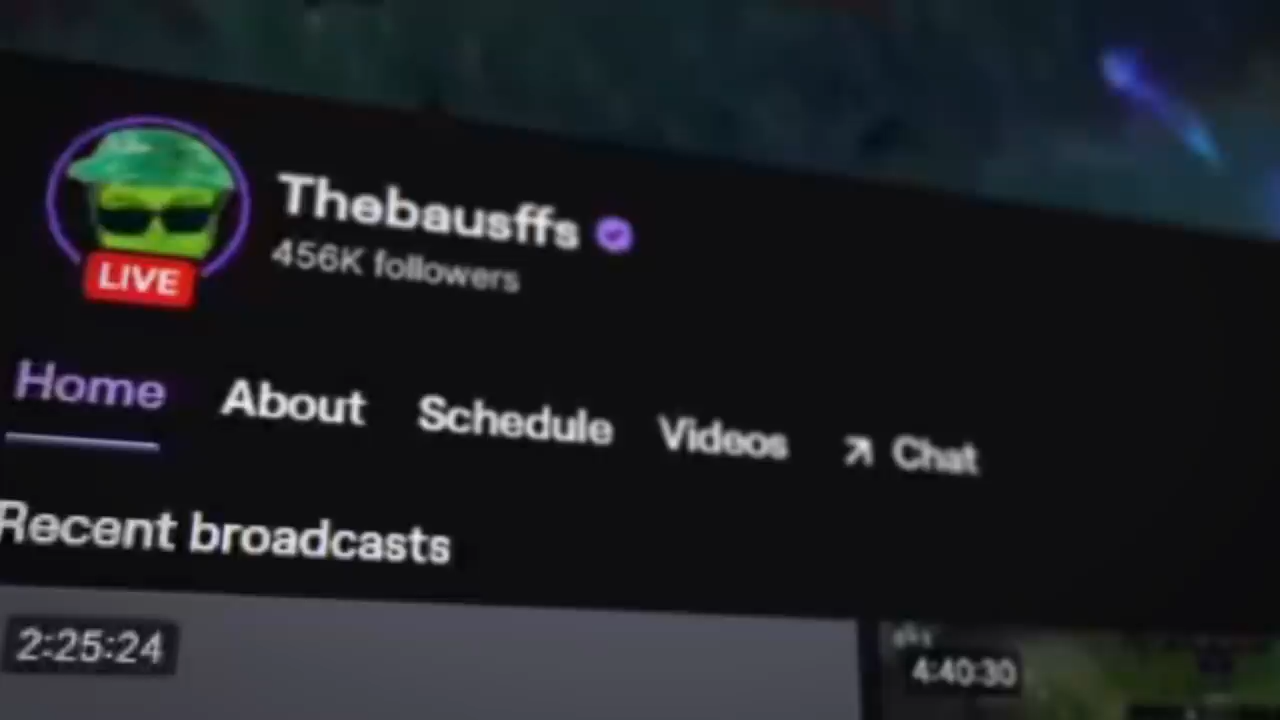 Thebausffs
456K followers
LIVE
Home About Schedule Videos Chat
Recent broadcasts
2:25:24
4:40:30